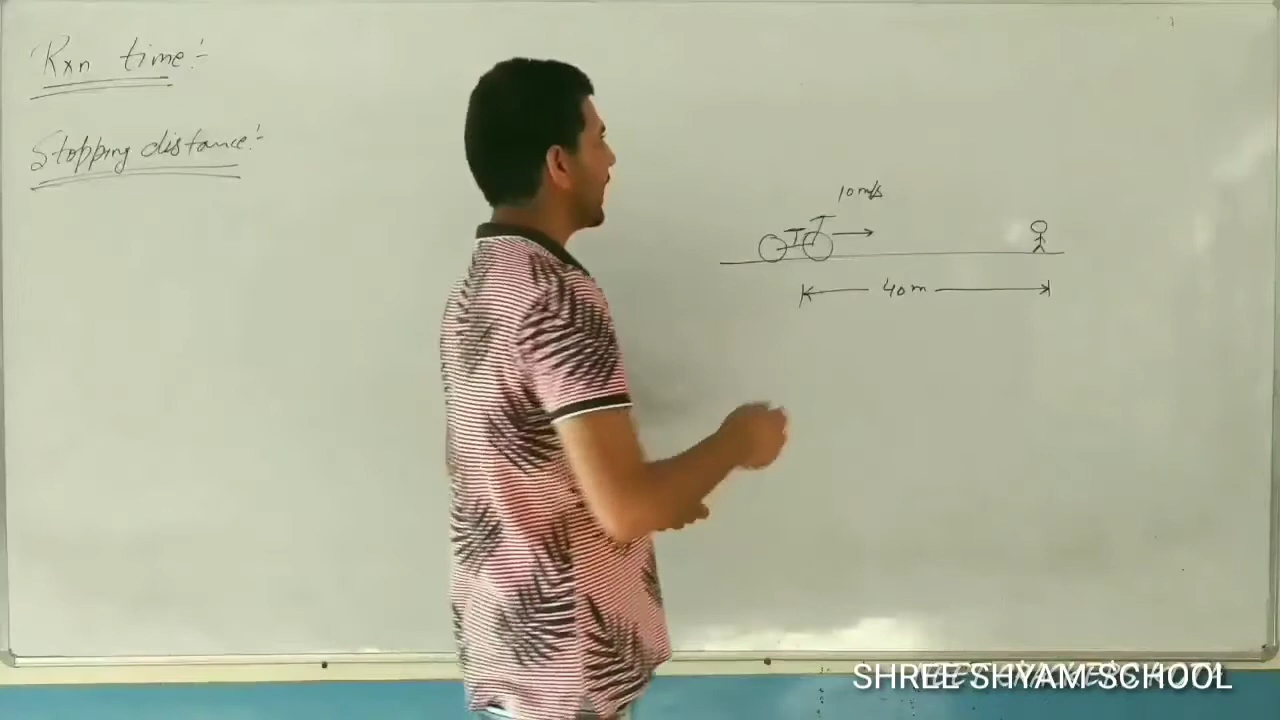 Rxn time:-
Stopping distance:-
10 m/s
40 m
SHREE SHYAM SCHOOL